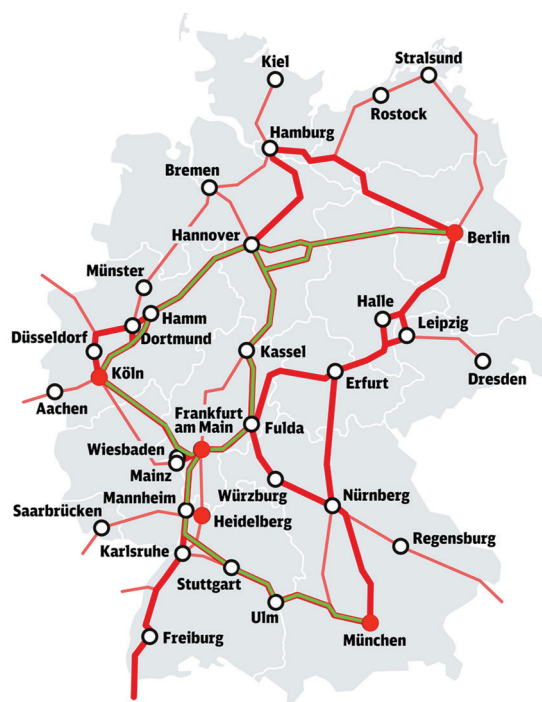 Stralsund
Kiel
Rostock
Hamburg
Bremen
Hannover
Berlin
Münster
Halle
Hamm
Leipzig
Düsseldorf
Dortmund
Kassel
Köln
Erfurt
Dresden
Aachen
Frankfurt
am Main
Fulda
Wiesbaden
Mainz
Würzburg
Nürnberg
Mannheim
Saarbrücken
Heidelberg
Regensburg
Karlsruhe
Stuttgart
Ulm
München
Freiburg